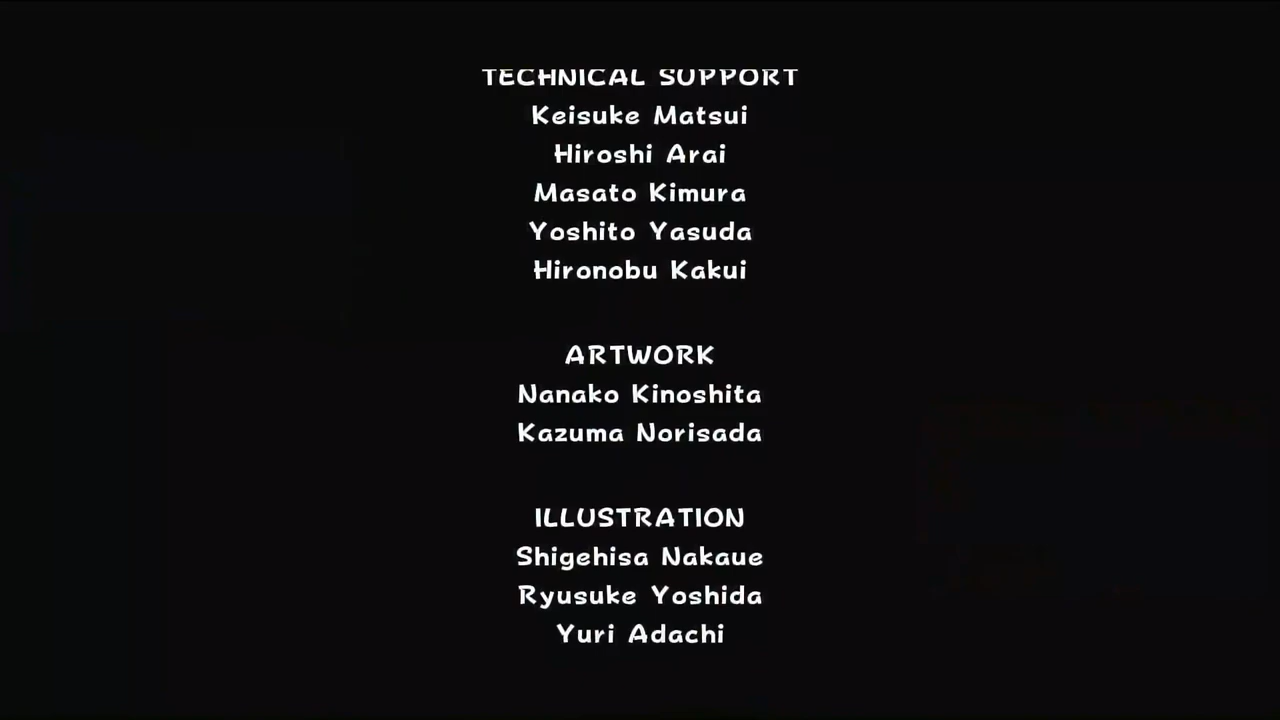 TECHNICAL SUPPORT
Keisuke Matsui
Hiroshi Arai
Masato Kimura
Yoshito Yasuda
Hironobu Kakui
ARTWORK
Nanako Kinoshita
Kazuma Norisada
ILLUSTRATION
Shigehisa Nakaue
Ryusuke Yoshida
Yuri Adachi